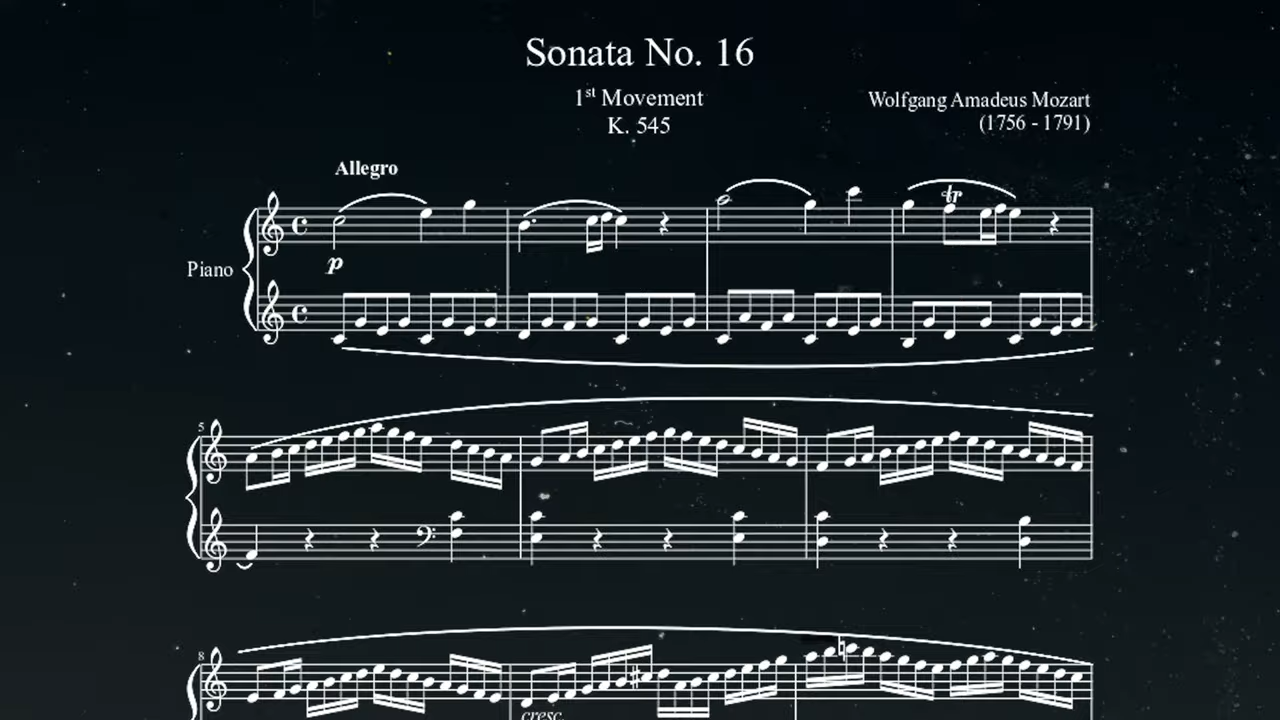 Sonata No. 16
1st Movement
K. 545
Wolfgang Amadeus Mozart
(1756 - 1791)
Allegro
tr
p
Piano
5
8
cresc.